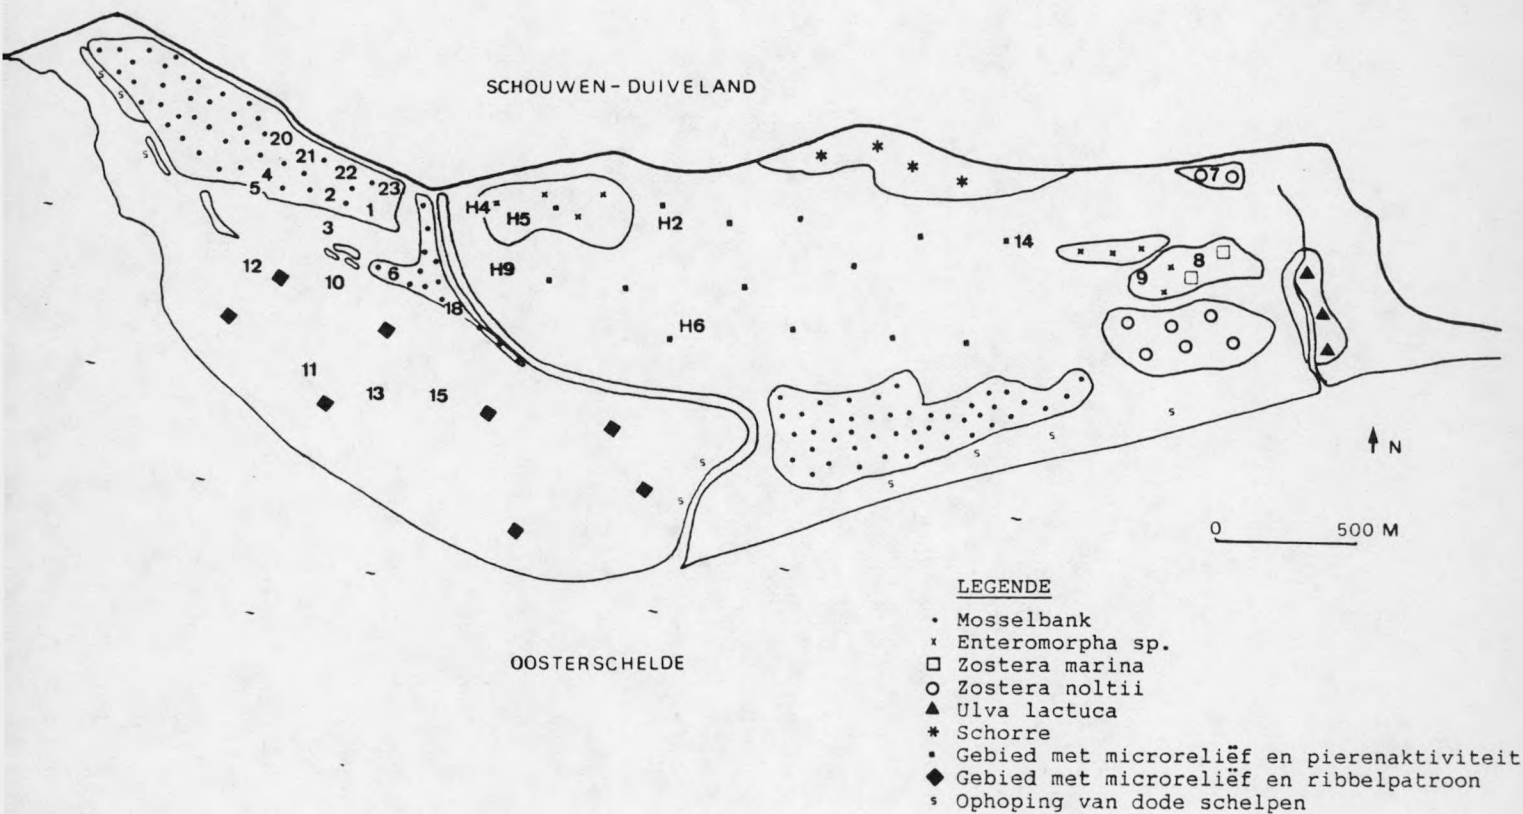 SCHOUWEN-DUIVELAND
20
21
22
23
4
5
2
1
3
H4
H5
H2
7
14
8
9
12
10
6
H9
18
H6
11
13
15
N
0 500 M
OOSTERSCHELDE
LEGENDE
Mosselbank
Enteromorpha sp.
Zostera marina
Zostera noltii
Ulva lactuca
Schorre
Gebied met microreliëf en pierenaktiviteit
Gebied met microreliëf en ribbelpatroon
s Ophoping van dode schelpen